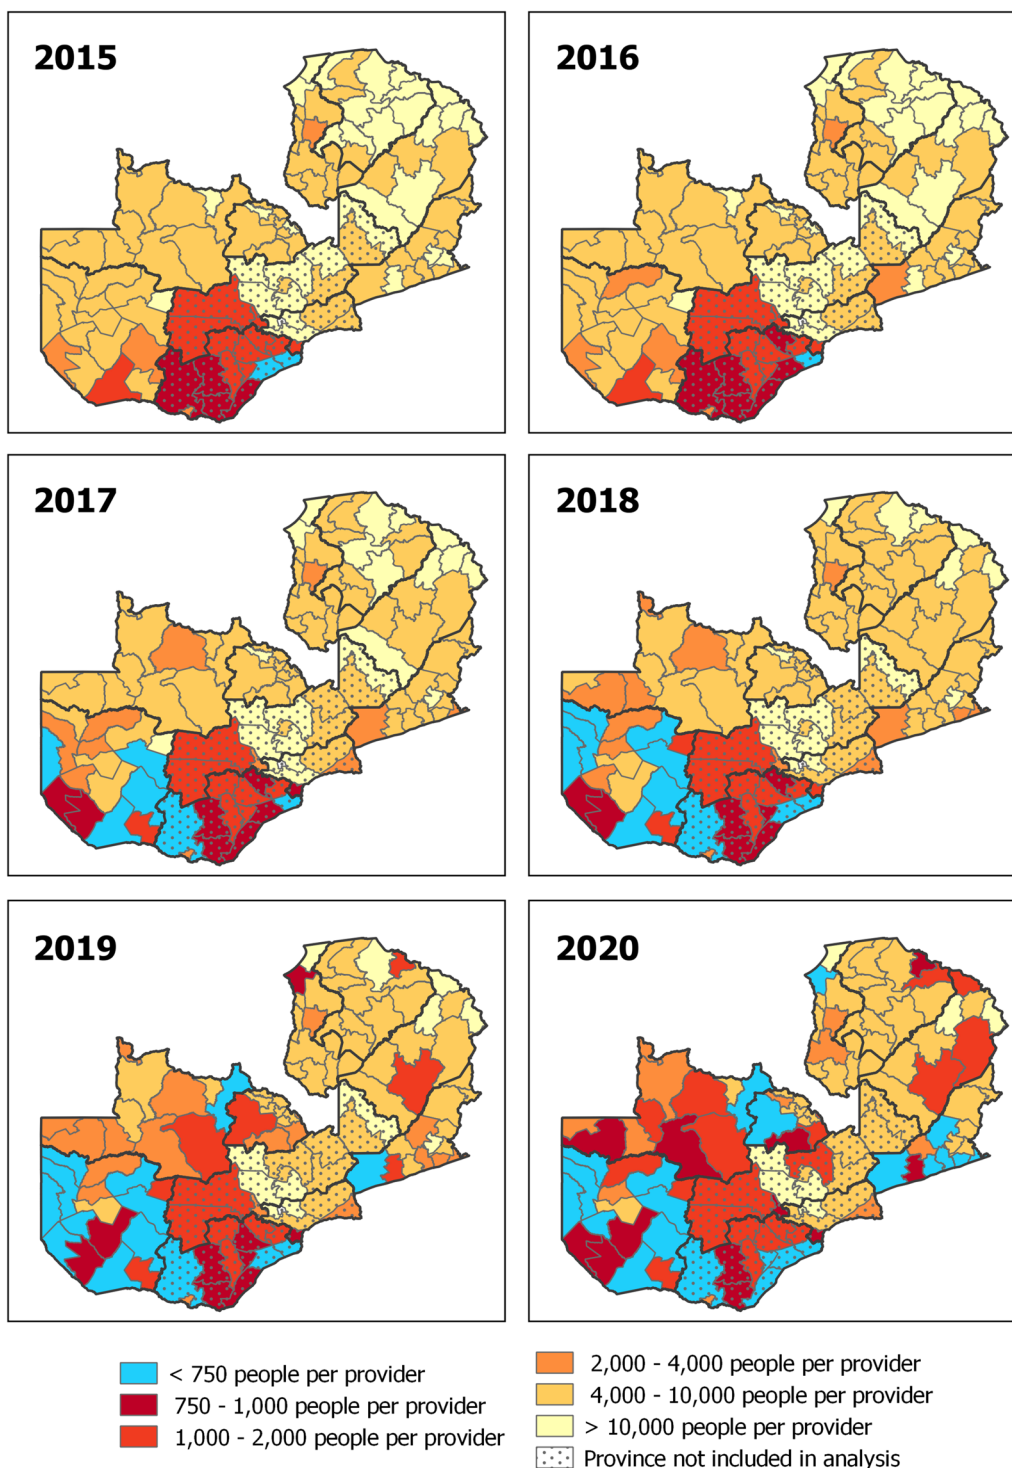 2015
2016
2017
2018
2019
2020
< 750 people per provider
750 - 1,000 people per provider
1,000 - 2,000 people per provider
2,000 - 4,000 people per provider
4,000 - 10,000 people per provider
> 10,000 people per provider
Province not included in analysis